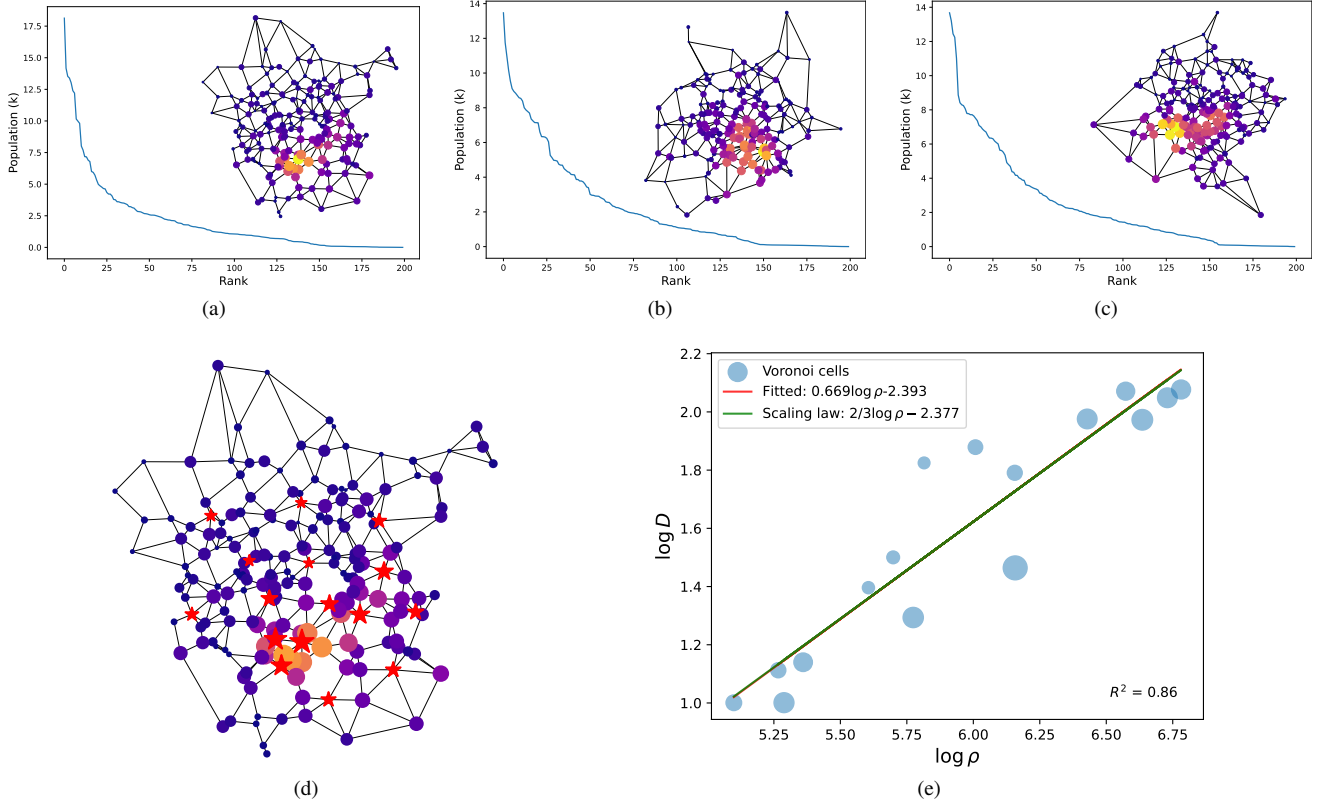 17.5
15.0
12.5
10.0
7.5
5.0
2.5
0.0
Population (k)
0 25 50 75 100 125 150 175 200
Rank
(a)
14
12
10
8
6
4
2
0
Population (k)
0 25 50 75 100 125 150 175 200
Rank
(b)
14
12
10
8
6
4
2
0
Population (k)
0 25 50 75 100 125 150 175 200
Rank
(c)
(d)
2.2
2.0
1.8
1.6
1.4
1.2
1.0
log D
Voronoi cells
Fitted: 0.669log ρ-2.393
Scaling law: 2/3log ρ − 2.377
R² = 0.86
5.25 5.50 5.75 6.00 6.25 6.50 6.75
log ρ
(e)